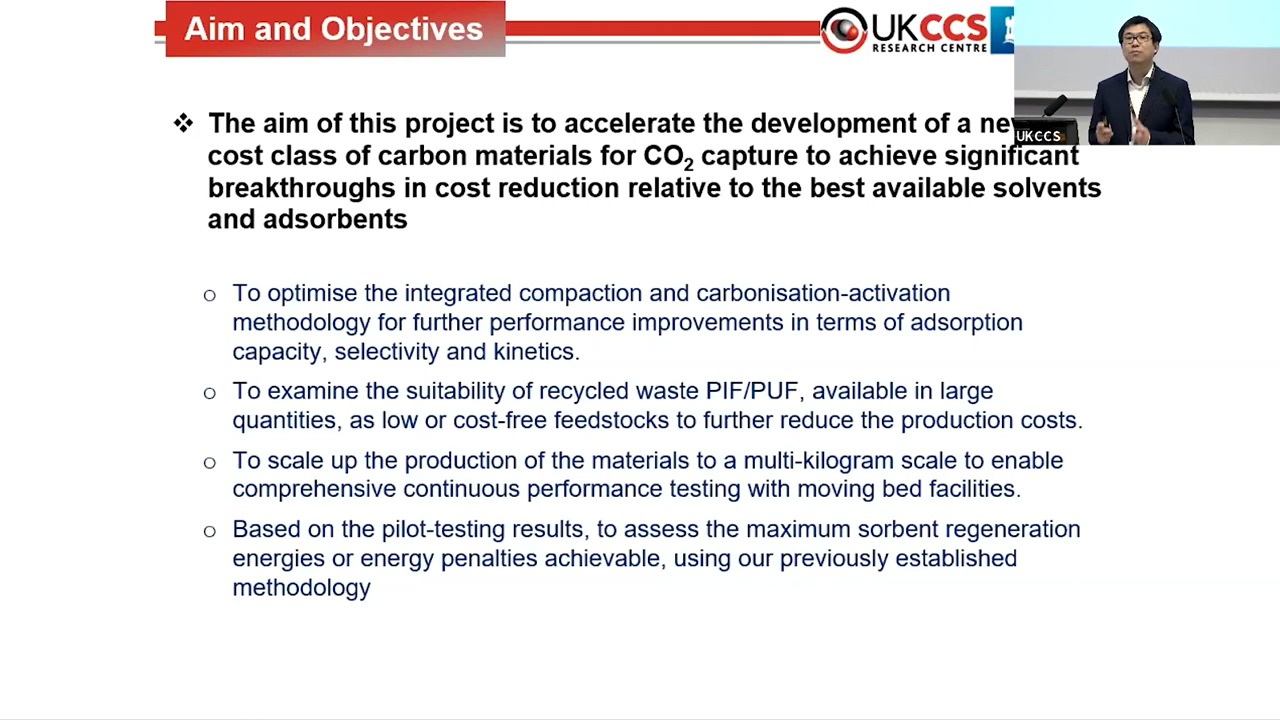 Aim and Objectives
UKCCS
RESEARCH CENTRE
UKCCS
❖ The aim of this project is to accelerate the development of a
cost class of carbon materials for CO₂ capture to achieve significant
breakthroughs in cost reduction relative to the best available solvents
and adsorbents
o To optimise the integrated compaction and carbonisation-activation
methodology for further performance improvements in terms of adsorption
capacity, selectivity and kinetics.
o To examine the suitability of recycled waste PIF/PUF, available in large
quantities, as low or cost-free feedstocks to further reduce the production costs.
o To scale up the production of the materials to a multi-kilogram scale to enable
comprehensive continuous performance testing with moving bed facilities.
o Based on the pilot-testing results, to assess the maximum sorbent regeneration
energies or energy penalties achievable, using our previously established
methodology